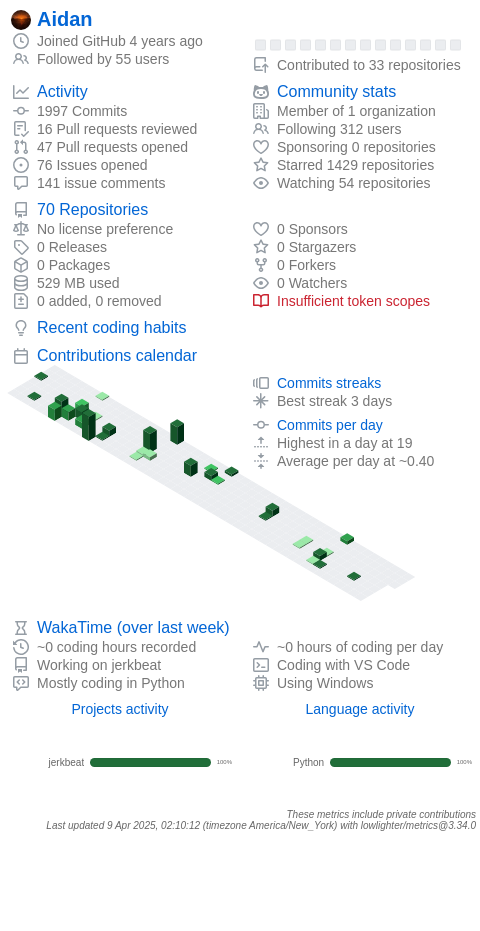 Aidan
Joined GitHub 4 years ago
Followed by 55 users
Contributed to 33 repositories
Activity
1997 Commits
16 Pull requests reviewed
47 Pull requests opened
76 Issues opened
141 issue comments
Community stats
Member of 1 organization
Following 312 users
Sponsoring 0 repositories
Starred 1429 repositories
Watching 54 repositories
70 Repositories
No license preference
0 Releases
0 Packages
529 MB used
0 added, 0 removed
0 Sponsors
0 Stargazers
0 Forkers
0 Watchers
Insufficient token scopes
Recent coding habits
Contributions calendar
Commits streaks
Best streak 3 days
Commits per day
Highest in a day at 19
Average per day at ~0.40
WakaTime (over last week)
~0 coding hours recorded
Working on jerkbeat
Mostly coding in Python
~0 hours of coding per day
Coding with VS Code
Using Windows
Projects activity
jerkbeat 100%
Language activity
Python 100%
These metrics include private contributions
Last updated 9 Apr 2025, 02:10:12 (timezone America/New_York) with lowlighter/metrics@3.34.0